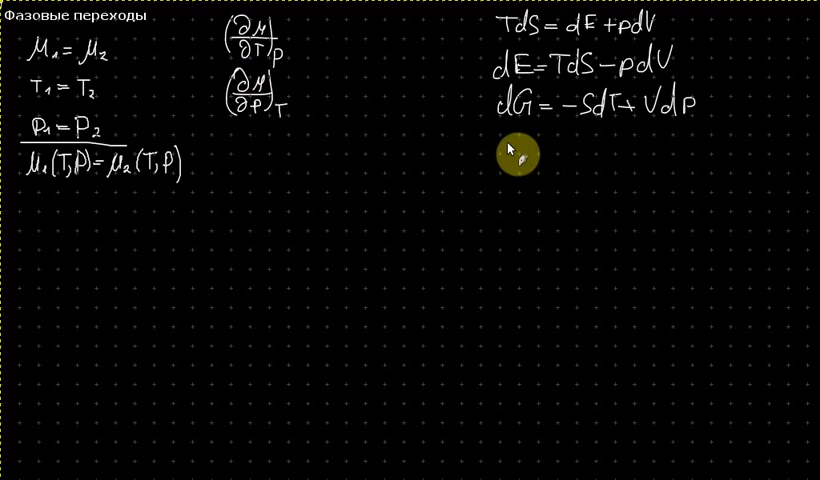 Фазовые переходы
μ₁ = μ₂
T₁ = T₂
P₁ = P₂
μ₁(T,P) = μ₂(T,P)
(∂μ/∂T)_P
(∂μ/∂P)_T
TdS = dE + pdV
dE = TdS − pdV
dG = −SdT + Vdp